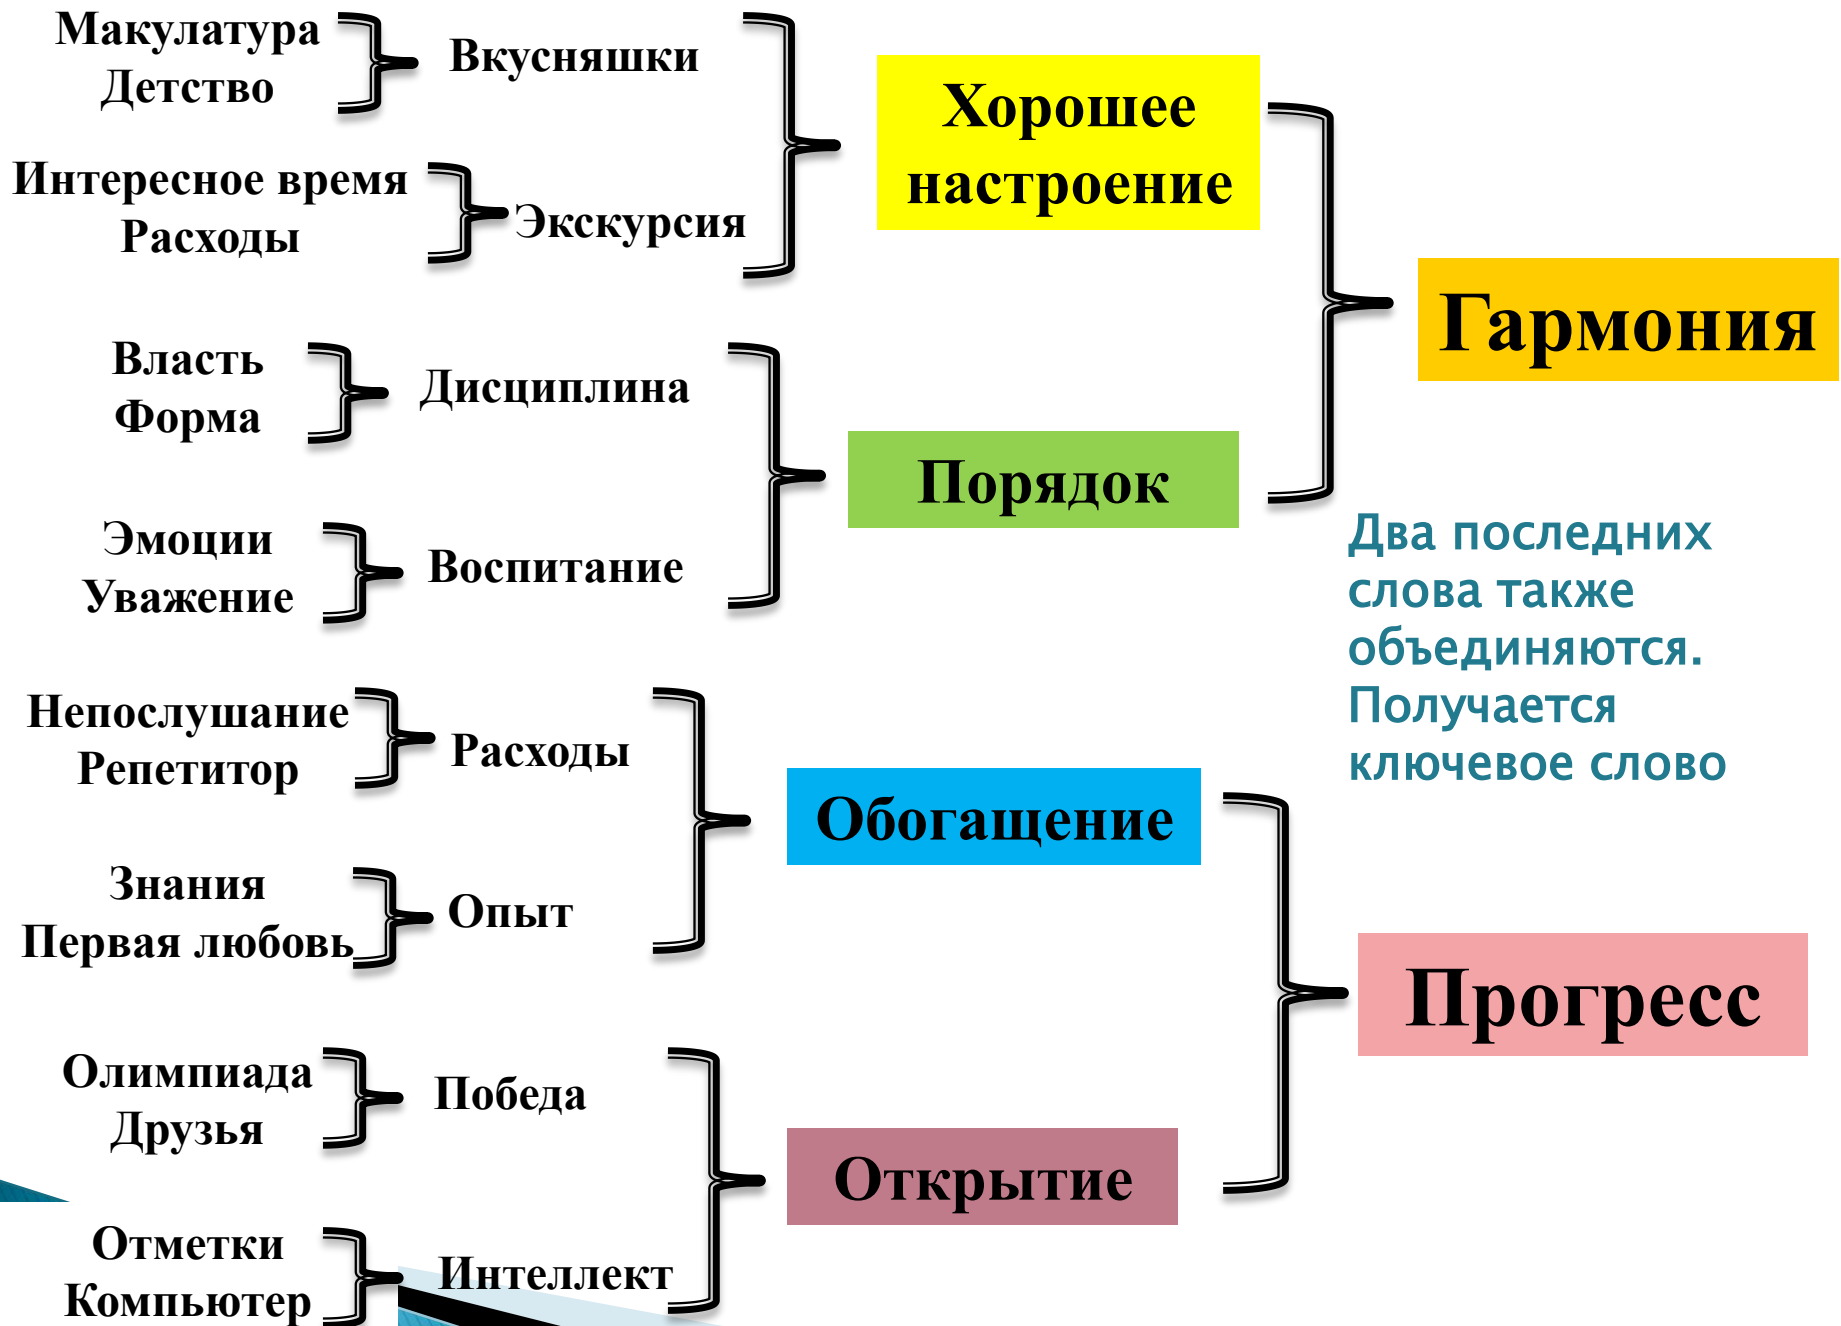 Макулатура
Детство
Вкусняшки
Интересное время
Расходы
Экскурсия
Хорошее
настроение
Власть
Форма
Дисциплина
Эмоции
Уважение
Воспитание
Порядок
Гармония
Два последних
слова также
объединяются.
Получается
ключевое слово
Непослушание
Репетитор
Расходы
Знания
Первая любовь
Опыт
Обогащение
Олимпиада
Друзья
Победа
Отметки
Компьютер
Интеллект
Открытие
Прогресс